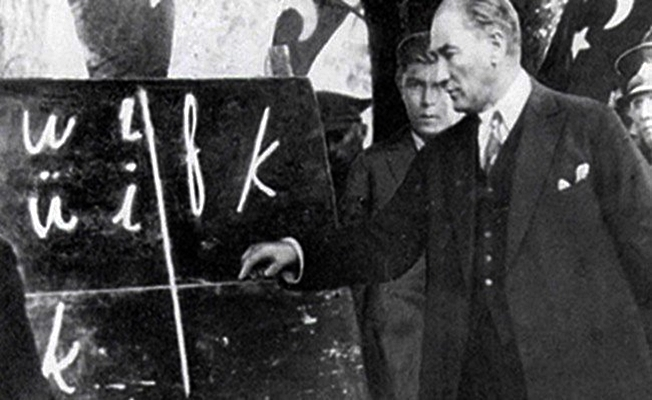 u ı f k
ü i
k